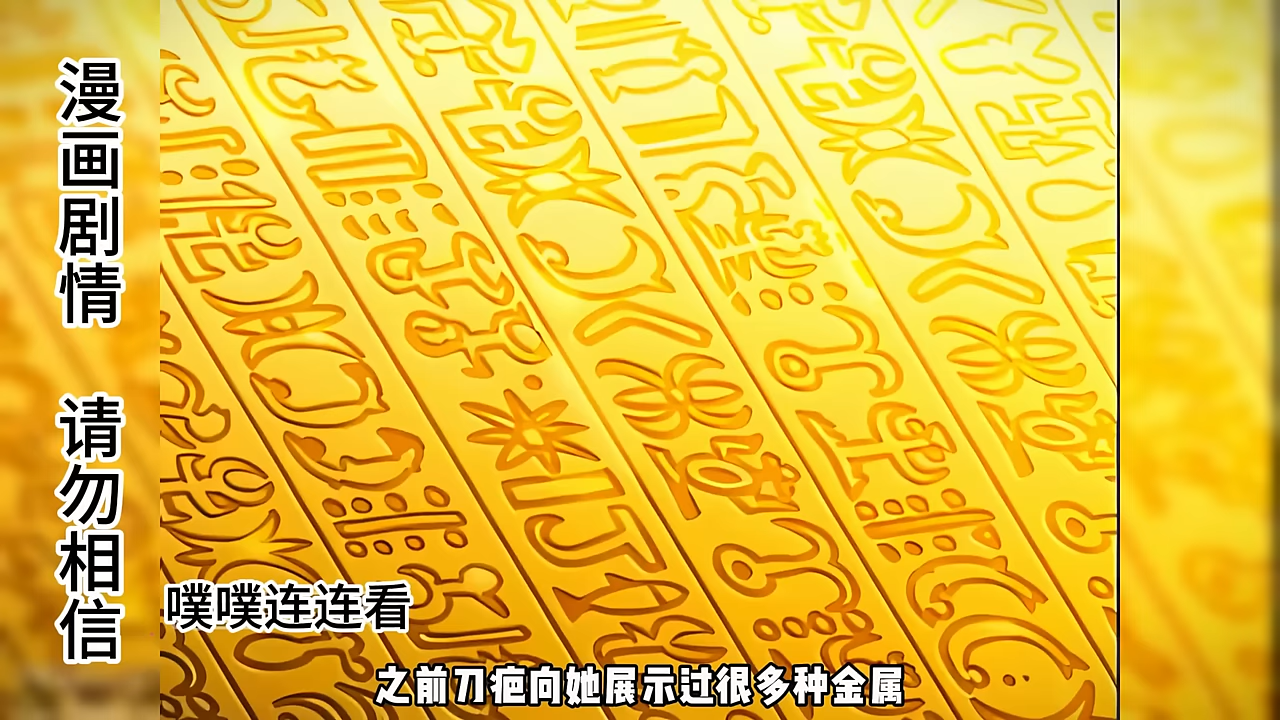 漫画剧情 请勿相信
噗噗连连看
之前刀疤向她展示过很多种金属